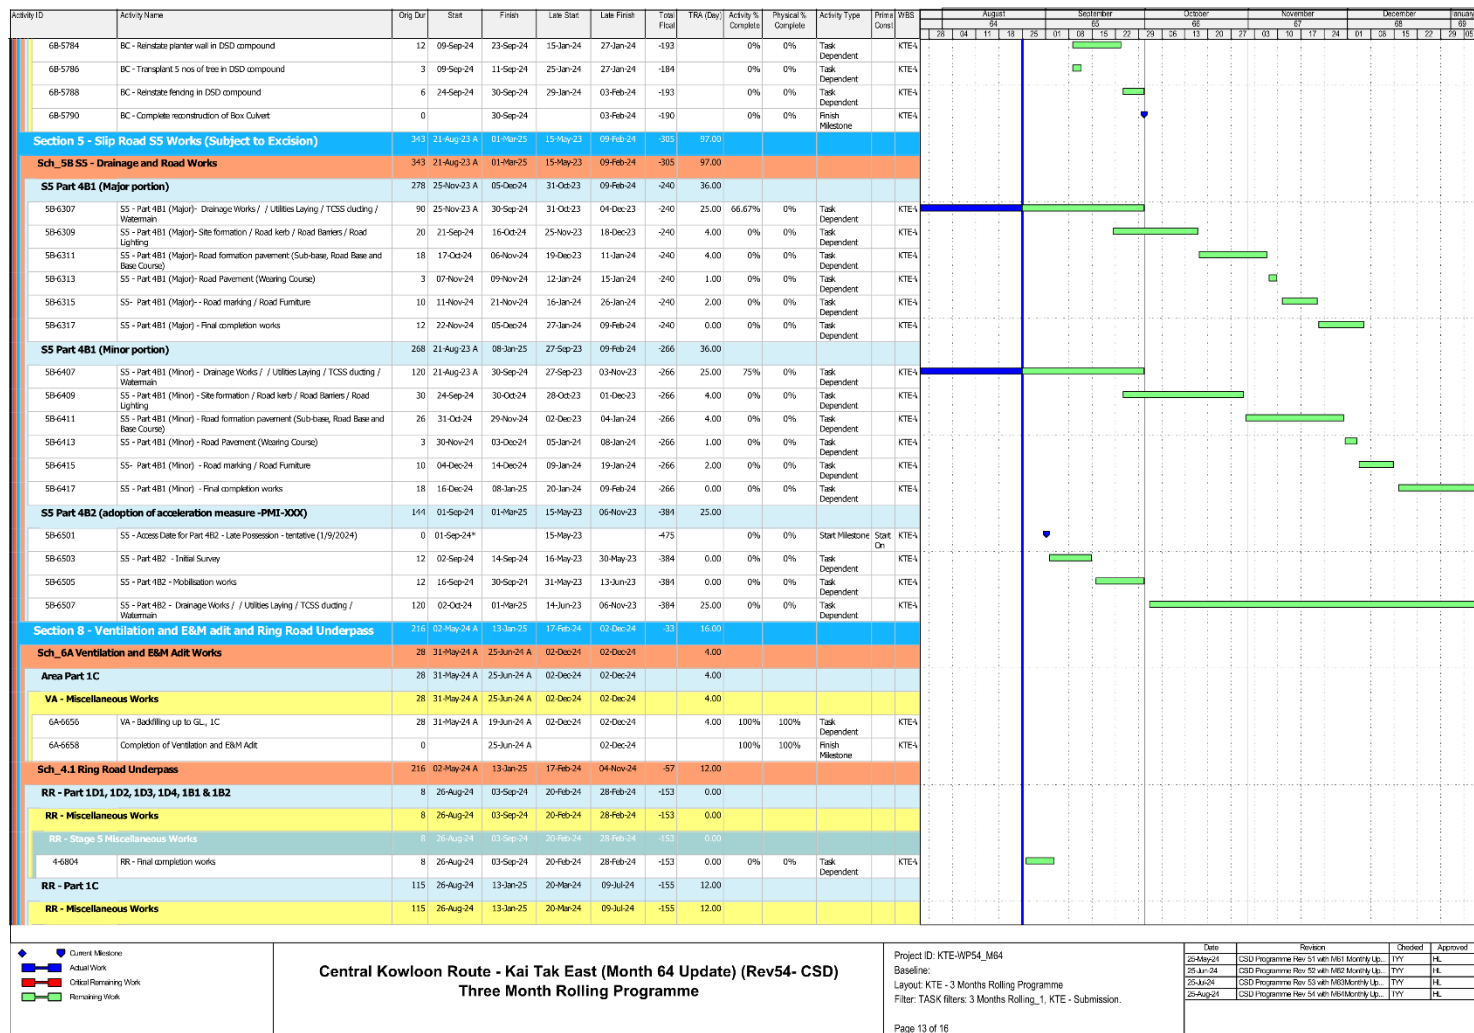 Activity ID Activity Name Orig Dur Start Finish Late Start Late Finish Total Float TRA (Day) Activity % Complete Physical % Complete Activity Type Prima Const WBS
August September October November December January
64 65 66 67 68 69
28 04 11 18 25 01 08 15 22 29 06 13 20 27 03 10 17 24 01 08 15 22 29 05
6B-5784 BC - Reinstate planter wall in DSD compound 12 09-Sep-24 23-Sep-24 15-Jan-24 27-Jan-24 -193 0% 0% Task Dependent KTE-\
6B-5786 BC - Transplant 5 nos of tree in DSD compound 3 09-Sep-24 11-Sep-24 25-Jan-24 27-Jan-24 -184 0% 0% Task Dependent KTE-\
6B-5788 BC - Reinstate fencing in DSD compound 6 24-Sep-24 30-Sep-24 29-Jan-24 03-Feb-24 -193 0% 0% Task Dependent KTE-\
6B-5790 BC - Complete reconstruction of Box Culvert 0 30-Sep-24 03-Feb-24 -190 0% 0% Finish Milestone KTE-\
Section 5 - Slip Road S5 Works (Subject to Excision) 343 21-Aug-23 A 01-Mar-25 15-May-23 09-Feb-24 -305 97.00
Sch_5B S5 - Drainage and Road Works 343 21-Aug-23 A 01-Mar-25 15-May-23 09-Feb-24 -305 97.00
S5 Part 4B1 (Major portion) 278 25-Nov-23 A 05-Dec-24 31-Oct-23 09-Feb-24 -240 36.00
5B-6307 S5 - Part 4B1 (Major)- Drainage Works / / Utilities Laying / TCSS ducting / Watermain 90 25-Nov-23 A 30-Sep-24 31-Oct-23 04-Dec-23 -240 25.00 66.67% 0% Task Dependent KTE-\
5B-6309 S5 - Part 4B1 (Major)- Site formation / Road kerb / Road Barriers / Road Lighting 20 21-Sep-24 16-Oct-24 25-Nov-23 18-Dec-23 -240 4.00 0% 0% Task Dependent KTE-\
5B-6311 S5 - Part 4B1 (Major)- Road formation pavement (Sub-base, Road Base and Base Course) 18 17-Oct-24 06-Nov-24 19-Dec-23 11-Jan-24 -240 4.00 0% 0% Task Dependent KTE-\
5B-6313 S5 - Part 4B1 (Major)- Road Pavement (Wearing Course) 3 07-Nov-24 09-Nov-24 12-Jan-24 15-Jan-24 -240 1.00 0% 0% Task Dependent KTE-\
5B-6315 S5- Part 4B1 (Major)-- Road marking / Road Furniture 10 11-Nov-24 21-Nov-24 16-Jan-24 26-Jan-24 -240 2.00 0% 0% Task Dependent KTE-\
5B-6317 S5 - Part 4B1 (Major) - Final completion works 12 22-Nov-24 05-Dec-24 27-Jan-24 09-Feb-24 -240 0.00 0% 0% Task Dependent KTE-\
S5 Part 4B1 (Minor portion) 268 21-Aug-23 A 08-Jan-25 27-Sep-23 09-Feb-24 -266 36.00
5B-6407 S5 - Part 4B1 (Minor) - Drainage Works / / Utilities Laying / TCSS ducting / Watermain 120 21-Aug-23 A 30-Sep-24 27-Sep-23 03-Nov-23 -266 25.00 75% 0% Task Dependent KTE-\
5B-6409 S5 - Part 4B1 (Minor) - Site formation / Road kerb / Road Barriers / Road Lighting 30 24-Sep-24 30-Oct-24 28-Oct-23 01-Dec-23 -266 4.00 0% 0% Task Dependent KTE-\
5B-6411 S5 - Part 4B1 (Minor) - Road formation pavement (Sub-base, Road Base and Base Course) 26 31-Oct-24 29-Nov-24 02-Dec-23 04-Jan-24 -266 4.00 0% 0% Task Dependent KTE-\
5B-6413 S5 - Part 4B1 (Minor) - Road Pavement (Wearing Course) 3 30-Nov-24 03-Dec-24 05-Jan-24 08-Jan-24 -266 1.00 0% 0% Task Dependent KTE-\
5B-6415 S5- Part 4B1 (Minor) - Road marking / Road Furniture 10 04-Dec-24 14-Dec-24 09-Jan-24 19-Jan-24 -266 2.00 0% 0% Task Dependent KTE-\
5B-6417 S5 - Part 4B1 (Minor) - Final completion works 18 16-Dec-24 08-Jan-25 20-Jan-24 09-Feb-24 -266 0.00 0% 0% Task Dependent KTE-\
S5 Part 4B2 (adoption of acceleration measure -PMI-XXX) 144 01-Sep-24 01-Mar-25 15-May-23 06-Nov-23 -384 25.00
5B-6501 S5 - Access Date for Part 4B2 - Late Possession - tentative (1/9/2024) 0 01-Sep-24* 15-May-23 -475 0% 0% Start Milestone Start On KTE-\
5B-6503 S5 - Part 4B2 - Initial Survey 12 02-Sep-24 14-Sep-24 16-May-23 30-May-23 -384 0.00 0% 0% Task Dependent KTE-\
5B-6505 S5 - Part 4B2 - Mobilisation works 12 16-Sep-24 30-Sep-24 31-May-23 13-Jun-23 -384 0.00 0% 0% Task Dependent KTE-\
5B-6507 S5 - Part 4B2 - Drainage Works / / Utilities Laying / TCSS ducting / Watermain 120 02-Oct-24 01-Mar-25 14-Jun-23 06-Nov-23 -384 25.00 0% 0% Task Dependent KTE-\
Section 8 - Ventilation and E&M adit and Ring Road Underpass 216 02-May-24 A 13-Jan-25 17-Feb-24 02-Dec-24 -33 16.00
Sch_6A Ventilation and E&M Adit Works 28 31-May-24 A 25-Jun-24 A 02-Dec-24 02-Dec-24 4.00
Area Part 1C 28 31-May-24 A 25-Jun-24 A 02-Dec-24 02-Dec-24 4.00
VA - Miscellaneous Works 28 31-May-24 A 25-Jun-24 A 02-Dec-24 02-Dec-24 4.00
6A-6656 VA - Backfilling up to GL., 1C 28 31-May-24 A 19-Jun-24 A 02-Dec-24 02-Dec-24 4.00 100% 100% Task Dependent KTE-\
6A-6658 Completion of Ventilation and E&M Adit 0 25-Jun-24 A 02-Dec-24 100% 100% Finish Milestone KTE-\
Sch_4.1 Ring Road Underpass 216 02-May-24 A 13-Jan-25 17-Feb-24 04-Nov-24 -57 12.00
RR - Part 1D1, 1D2, 1D3, 1D4, 1B1 & 1B2 8 26-Aug-24 03-Sep-24 20-Feb-24 28-Feb-24 -153 0.00
RR - Miscellaneous Works 8 26-Aug-24 03-Sep-24 20-Feb-24 28-Feb-24 -153 0.00
RR - Stage 5 Miscellaneous Works 8 26-Aug-24 03-Sep-24 20-Feb-24 28-Feb-24 -153 0.00
4-6804 RR - Final completion works 8 26-Aug-24 03-Sep-24 20-Feb-24 28-Feb-24 -153 0.00 0% 0% Task Dependent KTE-\
RR - Part 1C 115 26-Aug-24 13-Jan-25 20-Mar-24 09-Jul-24 -155 12.00
RR - Miscellaneous Works 115 26-Aug-24 13-Jan-25 20-Mar-24 09-Jul-24 -155 12.00
Current Milestone
Actual Work
Critical Remaining Work
Remaining Work
Central Kowloon Route - Kai Tak East (Month 64 Update) (Rev54- CSD)
Three Month Rolling Programme
Project ID: KTE-WP54_M64
Baseline:
Layout: KTE - 3 Months Rolling Programme
Filter: TASK filters: 3 Months Rolling_1, KTE - Submission.
Page 13 of 16
Date Revision Checked Approved
25-May-24 CSD Programme Rev 51 with M61 Monthly Up... TYY HL
25-Jun-24 CSD Programme Rev 52 with M62 Monthly Up... TYY HL
25-Jul-24 CSD Programme Rev 53 with M63Monthly Up... TYY HL
25-Aug-24 CSD Programme Rev 54 with M64Monthly Up... TYY HL